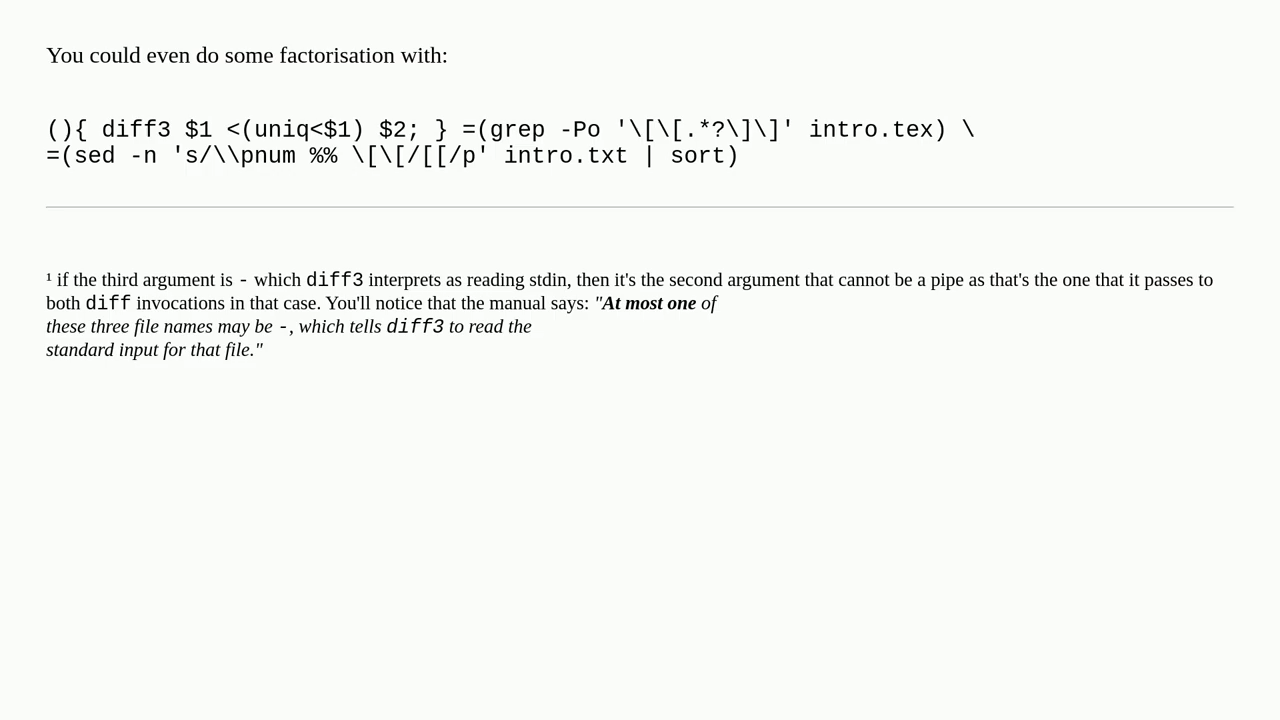 You could even do some factorisation with:
(){ diff3 $1 <(uniq<$1) $2; } =(grep -Po '\[\[.*?\]\]' intro.tex) \
=(sed -n 's/\\pnum %% \[\[/[[/p' intro.txt | sort)
¹ if the third argument is - which diff3 interprets as reading stdin, then it's the second argument that cannot be a pipe as that's the one that it passes to
both diff invocations in that case. You'll notice that the manual says: "At most one of
these three file names may be -, which tells diff3 to read the
standard input for that file."